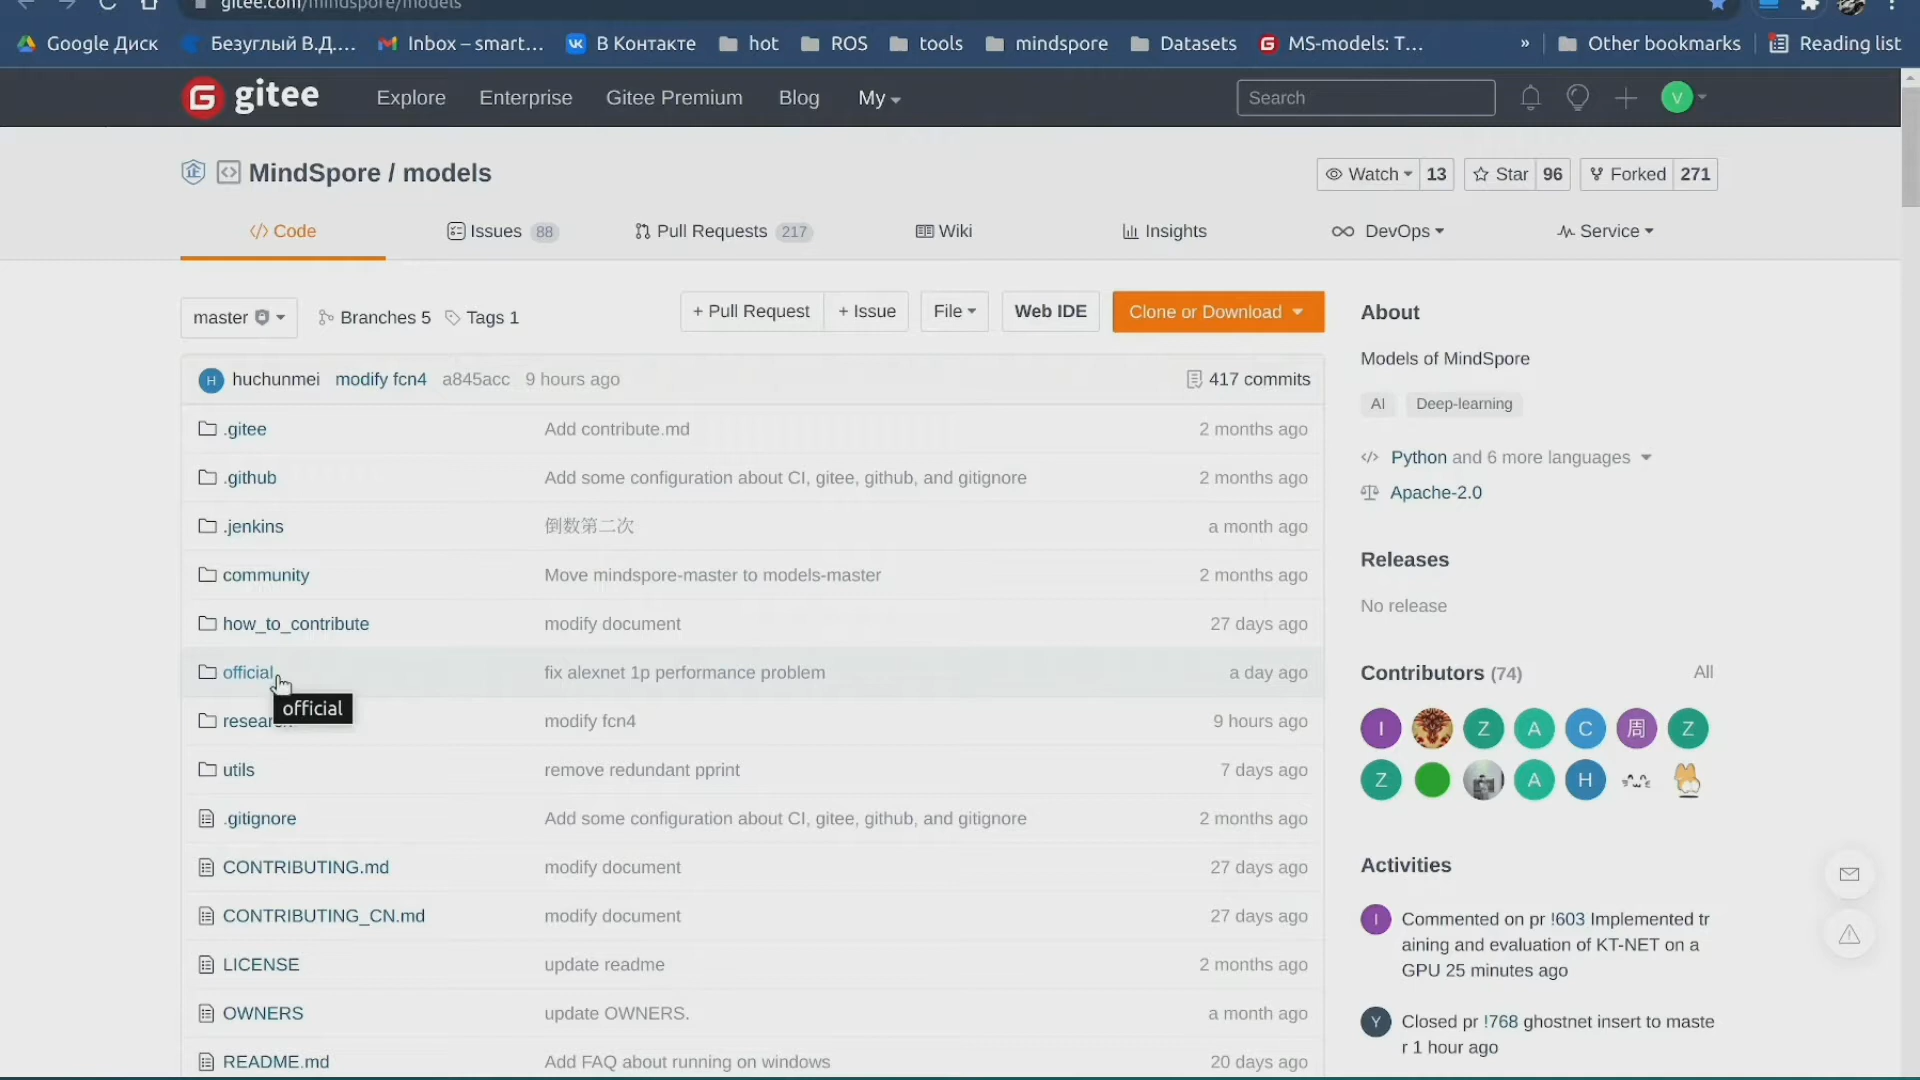 gitee.com/mindspore/models
Google Диск
Безуглый В.Д....
Inbox – smart...
В Контакте
hot
ROS
tools
mindspore
Datasets
MS-models: T...
»
Other bookmarks
Reading list
gitee
Explore
Enterprise
Gitee Premium
Blog
My
Search
V
企
MindSpore / models
Watch 13
Star 96
Forked 271
Code
Issues 88
Pull Requests 217
Wiki
Insights
DevOps
Service
master
Branches 5
Tags 1
+ Pull Request
+ Issue
File
Web IDE
Clone or Download
H huchunmei modify fcn4 a845acc 9 hours ago 417 commits
.gitee Add contribute.md 2 months ago
.github Add some configuration about CI, gitee, github, and gitignore 2 months ago
.jenkins 倒数第二次 a month ago
community Move mindspore-master to models-master 2 months ago
how_to_contribute modify document 27 days ago
official fix alexnet 1p performance problem a day ago
official
resear modify fcn4 9 hours ago
utils remove redundant pprint 7 days ago
.gitignore Add some configuration about CI, gitee, github, and gitignore 2 months ago
CONTRIBUTING.md modify document 27 days ago
CONTRIBUTING_CN.md modify document 27 days ago
LICENSE update readme 2 months ago
OWNERS update OWNERS. a month ago
README.md Add FAQ about running on windows 20 days ago
About
Models of MindSpore
AI Deep-learning
Python and 6 more languages
Apache-2.0
Releases
No release
Contributors (74) All
I Z A C 周 Z
Z A H
Activities
I Commented on pr !603 Implemented tr
aining and evaluation of KT-NET on a
GPU 25 minutes ago
Y Closed pr !768 ghostnet insert to maste
r 1 hour ago